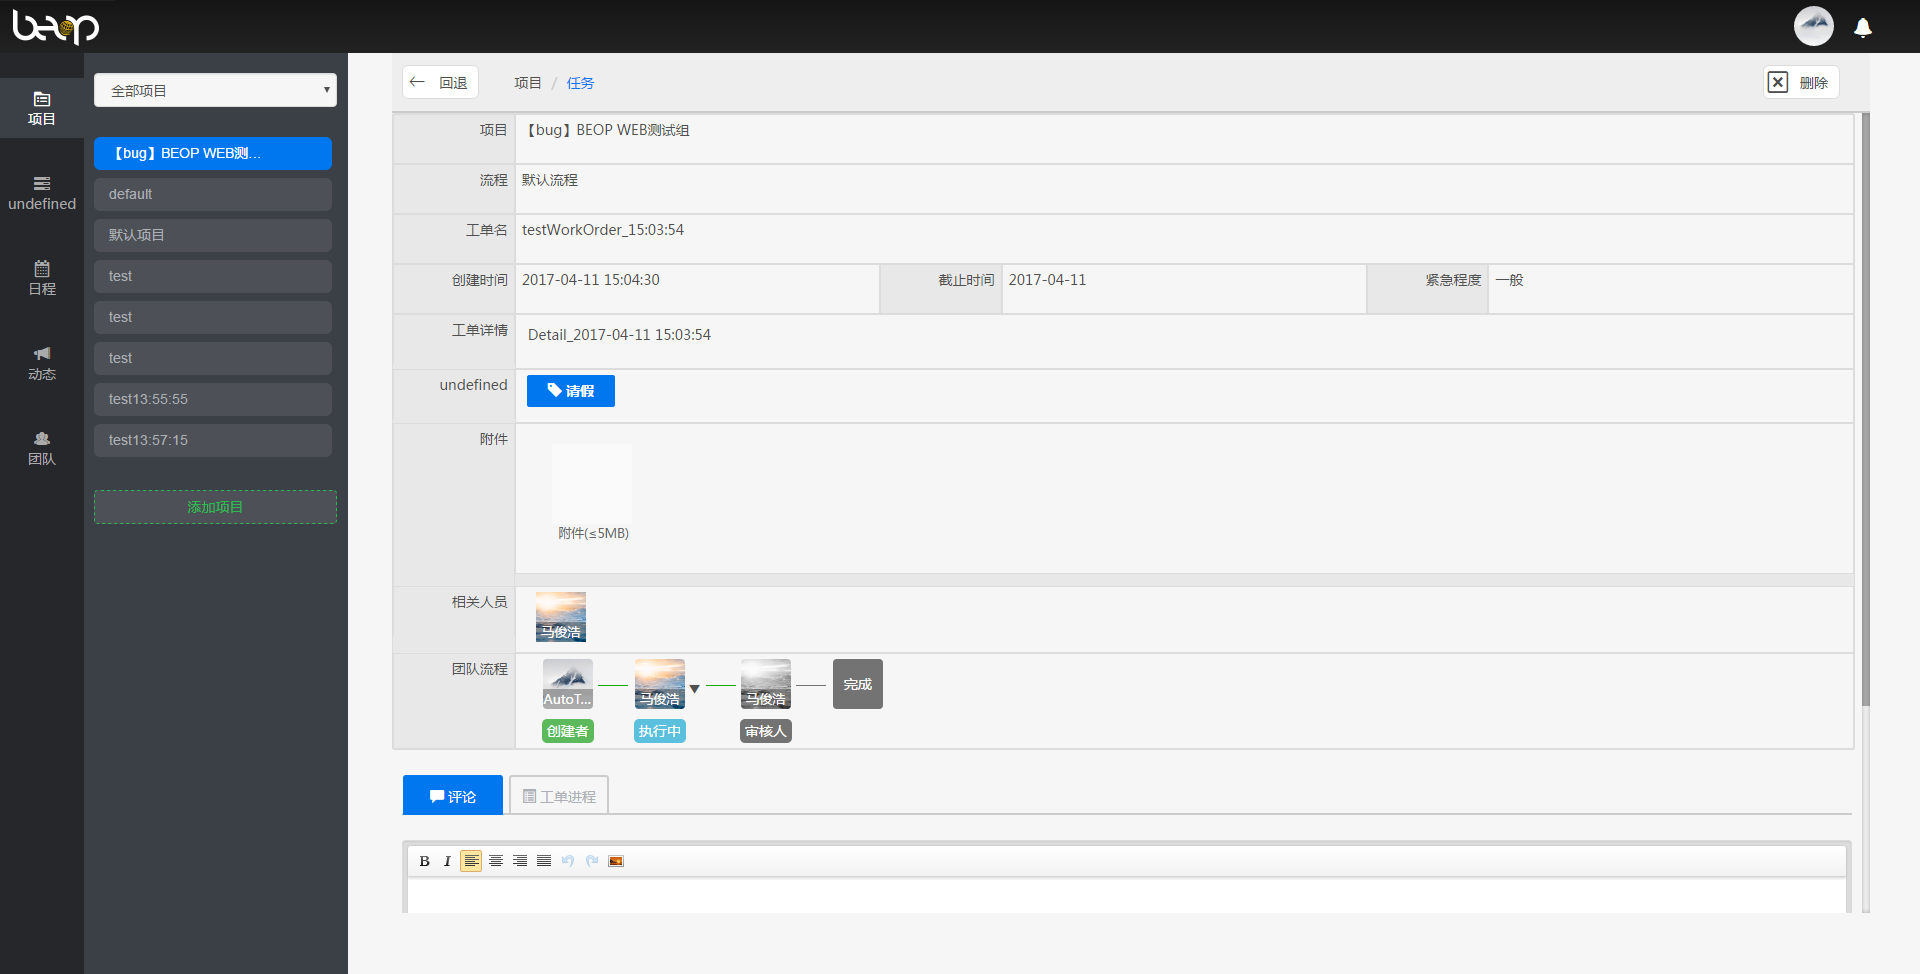 beop
项目
undefined
日程
动态
团队
全部项目
【bug】BEOP WEB测...
default
默认项目
test
test
test
test13:55:55
test13:57:15
添加项目
回退 项目 / 任务 删除
项目 【bug】BEOP WEB测试组
流程 默认流程
工单名 testWorkOrder_15:03:54
创建时间 2017-04-11 15:04:30 截止时间 2017-04-11 紧急程度 一般
工单详情 Detail_2017-04-11 15:03:54
undefined 请假
附件
附件(≤5MB)
相关人员 马俊浩
团队流程 AutoT... 马俊浩 马俊浩 完成
创建者 执行中 审核人
评论 工单进程
B I